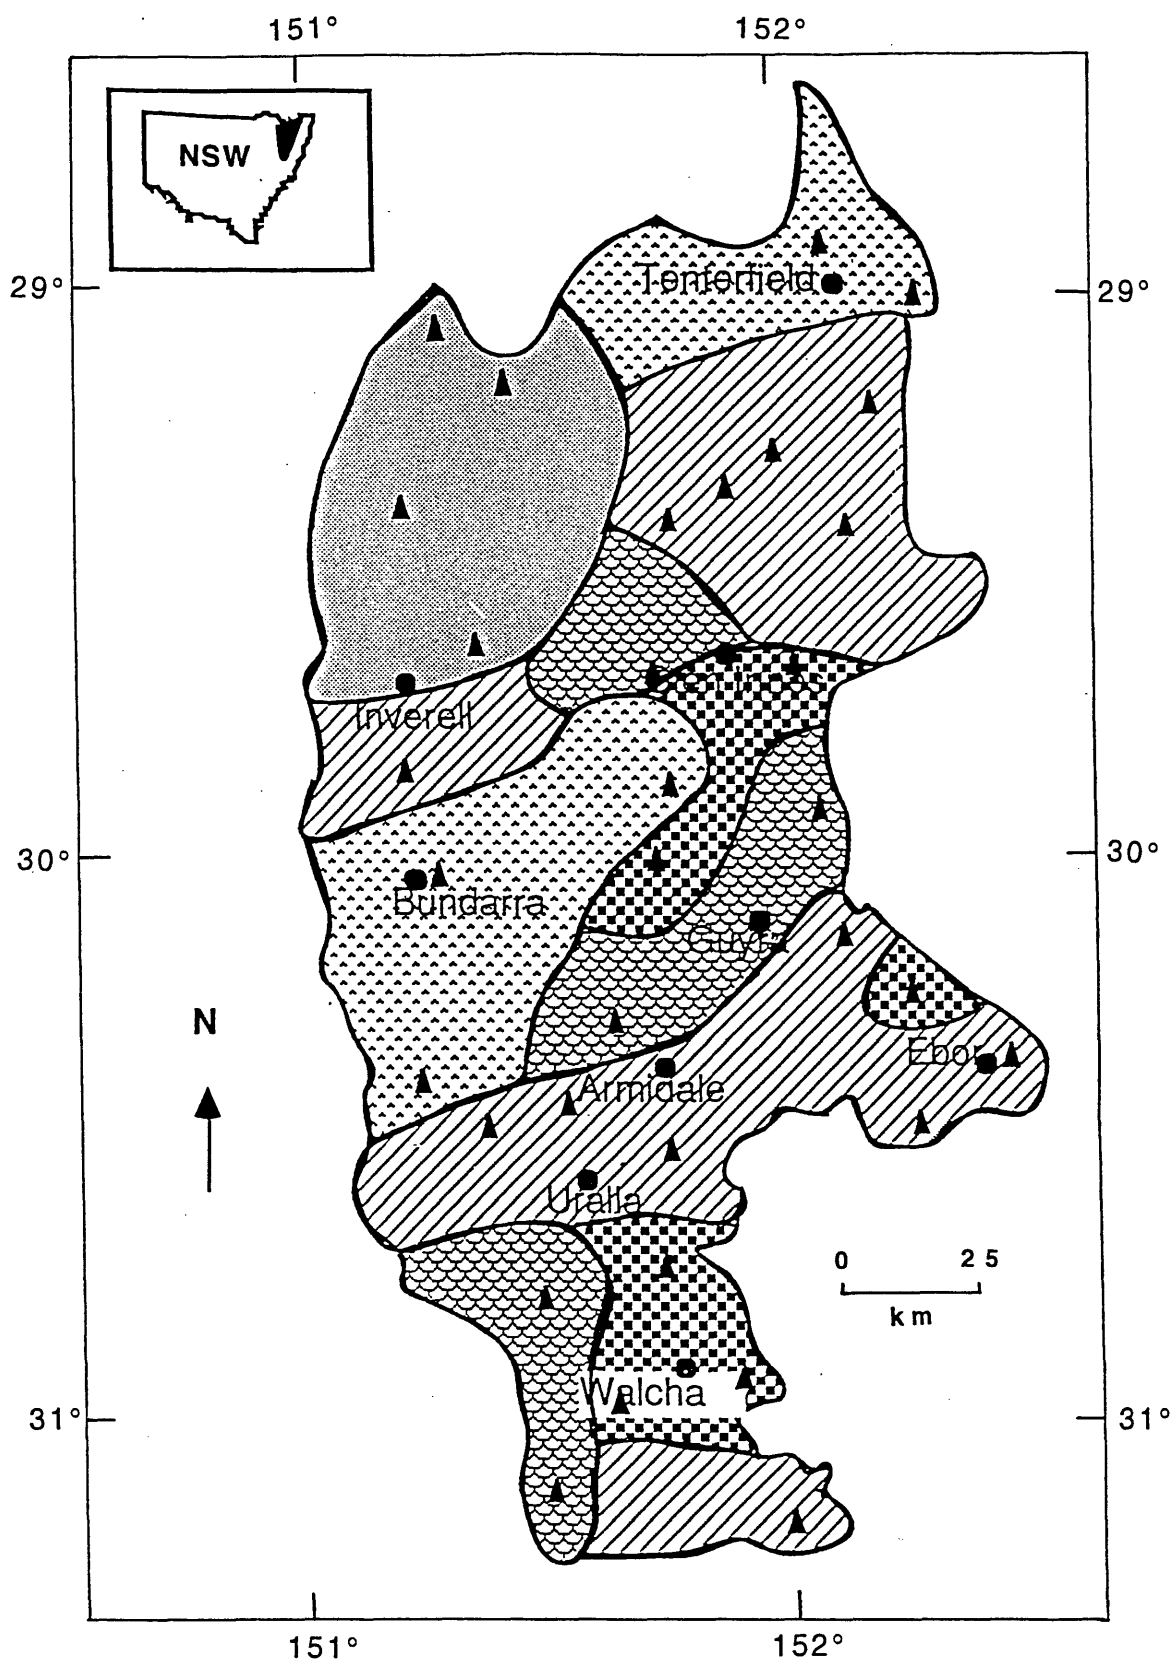 151°
152°
NSW
29°
Tenterfield
29°
Inverell
30°
30°
Bundarra
Guyra
N
Ebor
Armidale
Uralla
0
25
km
Walcha
31°
31°
151°
152°